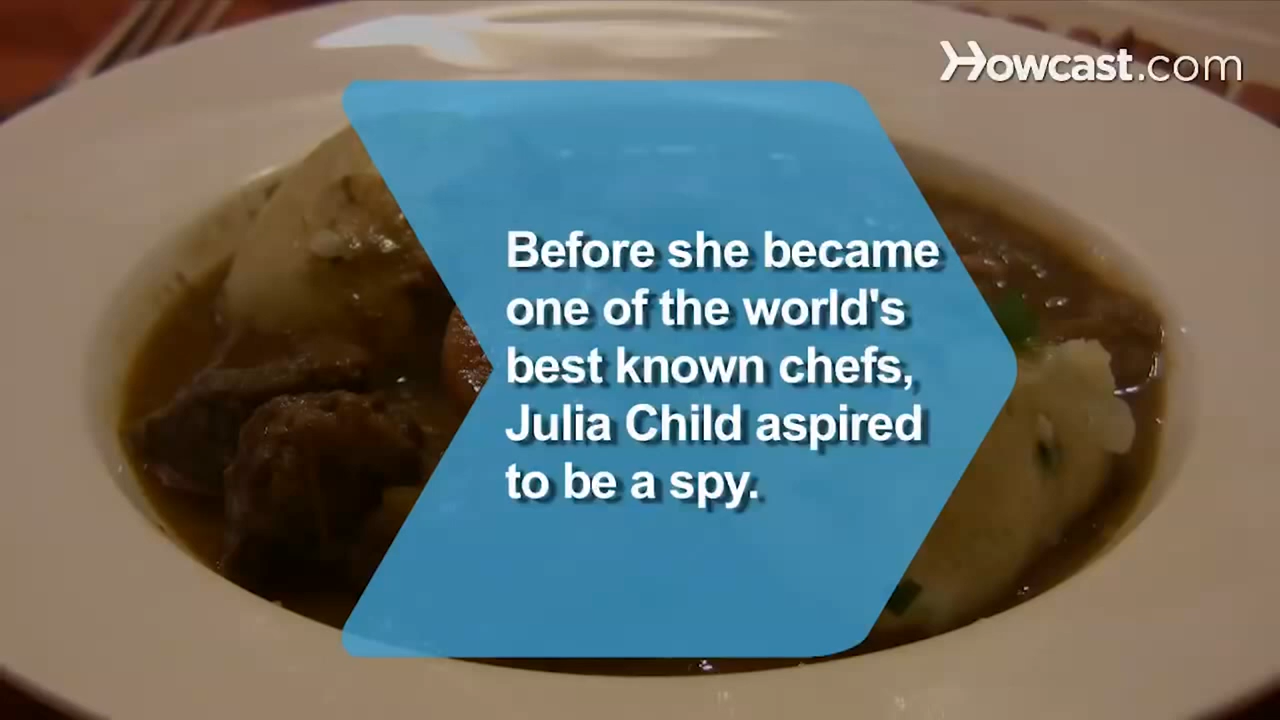 Howcast.com
Before she became
one of the world's
best known chefs,
Julia Child aspired
to be a spy.